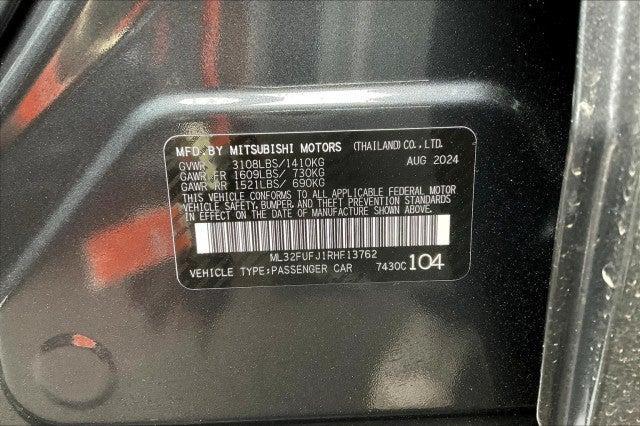 MFD.BY MITSUBISHI MOTORS (THAILAND) CO., LTD.
GVWR 3108LBS/1410KG AUG 2024
GAWR FR 1609LBS/ 730KG
GAWR RR 1521LBS/ 690KG
THIS VEHICLE CONFORMS TO ALL APPLICABLE FEDERAL MOTOR
VEHICLE SAFETY, BUMPER, AND THEFT PREVENTION STANDARDS
IN EFFECT ON THE DATE OF MANUFACTURE SHOWN ABOVE.
ML32FUFJ1RHF13762
VEHICLE TYPE:PASSENGER CAR 7430C 104